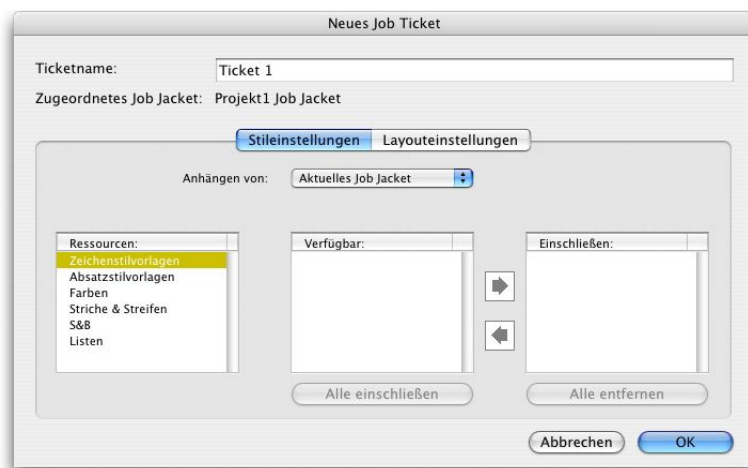 Neues Job Ticket
Ticketname: Ticket 1
Zugeordnetes Job Jacket: Projekt1 Job Jacket
Stileinstellungen Layouteinstellungen
Anhängen von: Aktuelles Job Jacket
Ressourcen: Verfügbar: Einschließen:
Zeichenstilvorlagen
Absatzstilvorlagen
Farben
Striche & Streifen
S&B
Listen
Alle einschließen Alle entfernen
Abbrechen OK